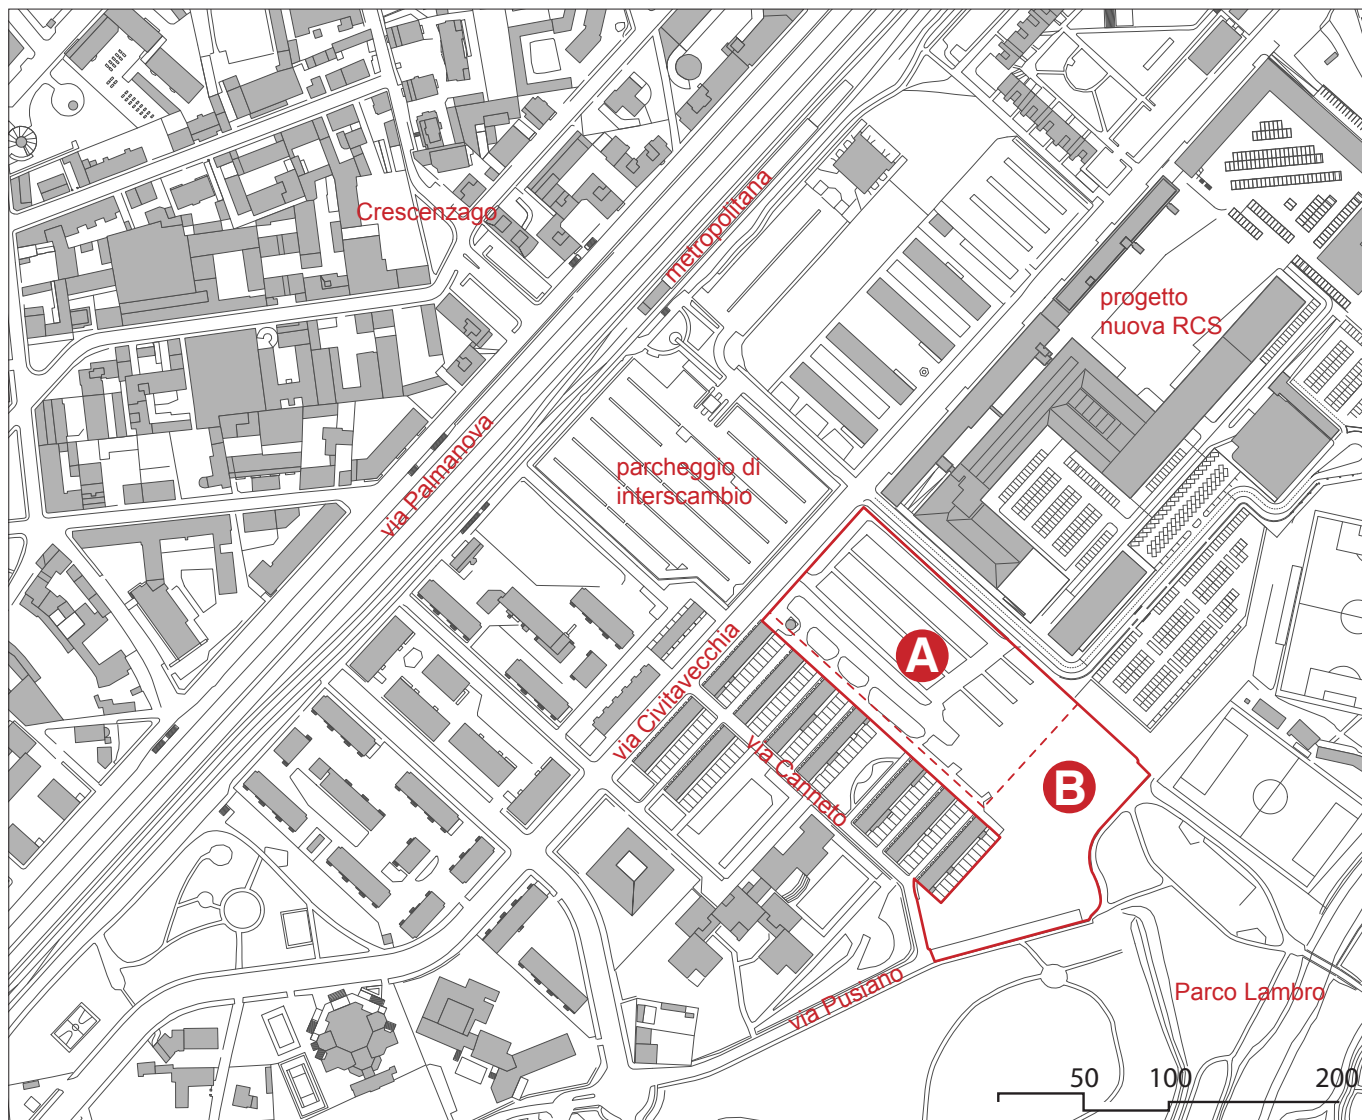 Crescenzago
metropolitana
progetto
nuova RCS
via Palmanova
parcheggio di
interscambio
A
via Civitavecchia
via Canneto
B
via Pusiano
Parco Lambro
50 100 200